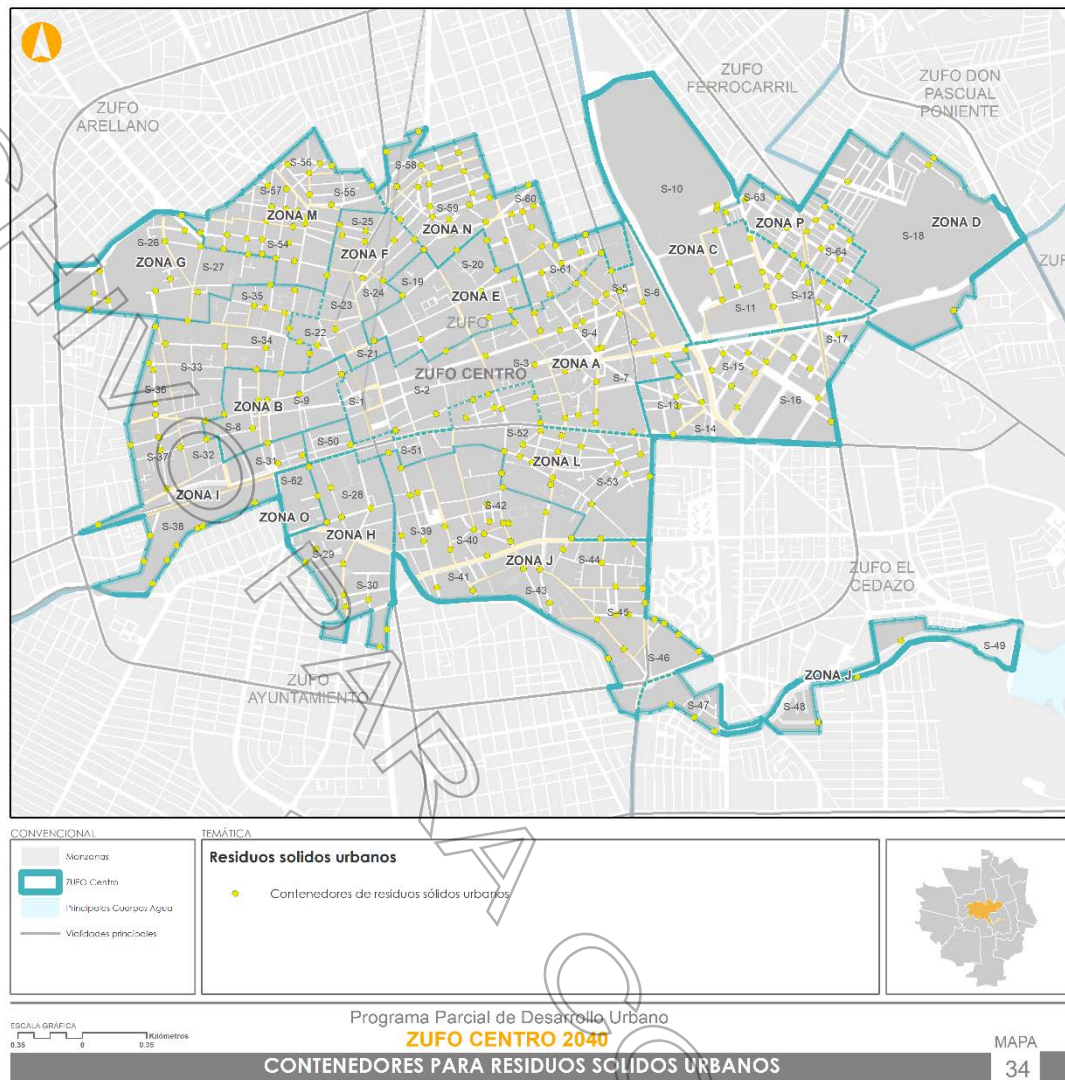 ZUFO
FERROCARRIL
ZUFO DON
PASCUAL
PONIENTE
ZUFO
ARELLANO
S-56
S-58
S-57
S-55
S-10
S-63
S-60
S-59
ZONA M
S-25
ZONA N
ZONA P
ZONA D
S-18
S-26
S-54
ZONA F
ZONA C
S-64
ZONA G
S-27
S-20
S-61
S-19
S-24
S-5
S-6
S-12
S-35
S-23
ZONA E
S-11
ZUFO
S-22
S-4
S-17
S-34
S-21
S-33
S-3
ZONA A
S-15
ZUFO CENTRO
S-36
S-7
S-2
S-9
S-1
S-16
ZONA B
S-13
S-8
S-14
S-52
S-50
S-37
S-32
S-51
S-31
ZONA L
S-62
S-53
ZONA I
S-28
S-42
ZONA O
S-38
S-39
ZONA H
S-40
S-29
ZONA J
S-44
ZUFO EL
CEDAZO
S-30
S-41
S-43
S-45
S-49
S-46
ZONA J
ZUFO
AYUNTAMIENTO
S-47
S-48
ARCHIVO PARA CO
CONVENCIONAL
Manzanas
ZUFO Centro
Principales Cuerpos Agua
Vialidades principales
TEMÁTICA
Residuos solidos urbanos
Contenedores de residuos sólidos urbanos
ESCALA GRÁFICA
0.35 0 0.35
Kilómetros
Programa Parcial de Desarrollo Urbano
ZUFO CENTRO 2040
CONTENEDORES PARA RESIDUOS SOLIDOS URBANOS
MAPA
34